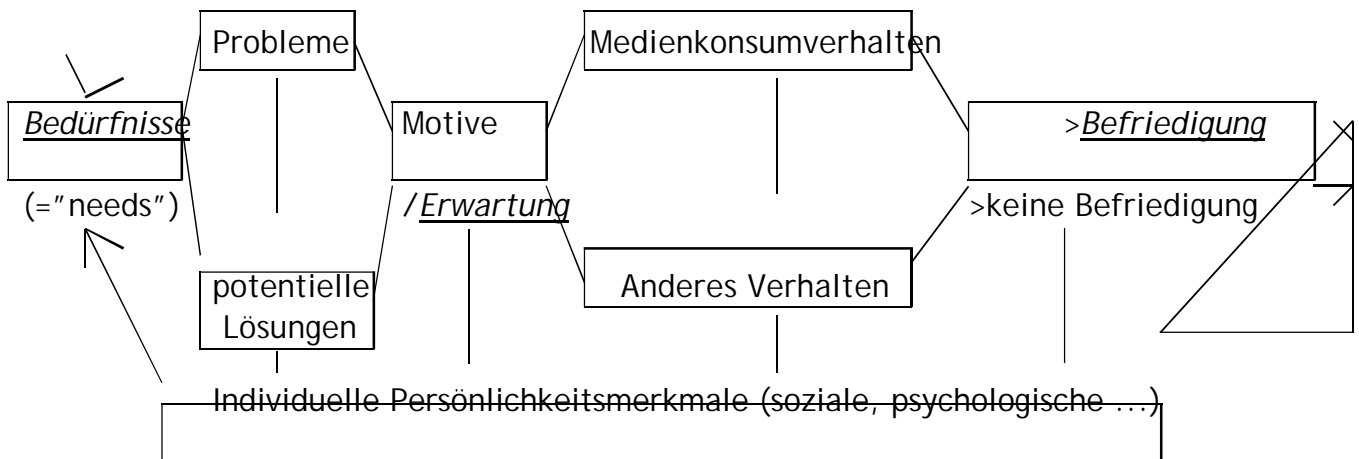 Probleme
Medienkonsumverhalten
Bedürfnisse
Motive
>Befriedigung
(="needs")
/Erwartung
>keine Befriedigung
potentielle
Lösungen
Anderes Verhalten
Individuelle Persönlichkeitsmerkmale (soziale, psychologische ...)